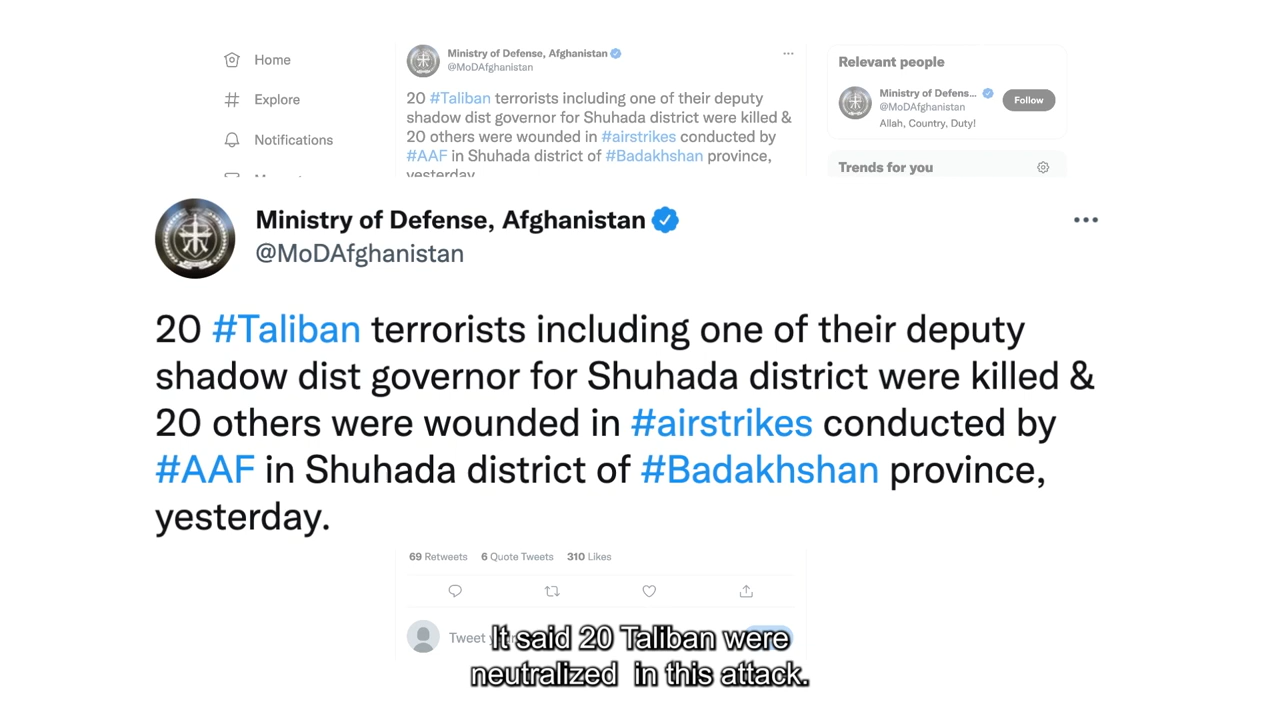 Home
Explore
Notifications
Ministry of Defense, Afghanistan
@MoDAfghanistan
20 #Taliban terrorists including one of their deputy
shadow dist governor for Shuhada district were killed &
20 others were wounded in #airstrikes conducted by
#AAF in Shuhada district of #Badakhshan province,
yesterday.
Relevant people
Ministry of Defens...
@MoDAfghanistan
Follow
Allah, Country, Duty!
Trends for you
Ministry of Defense, Afghanistan
@MoDAfghanistan
20 #Taliban terrorists including one of their deputy
shadow dist governor for Shuhada district were killed &
20 others were wounded in #airstrikes conducted by
#AAF in Shuhada district of #Badakhshan province,
yesterday.
69 Retweets 6 Quote Tweets 310 Likes
Tweet
It said 20 Taliban were
neutralized in this attack.